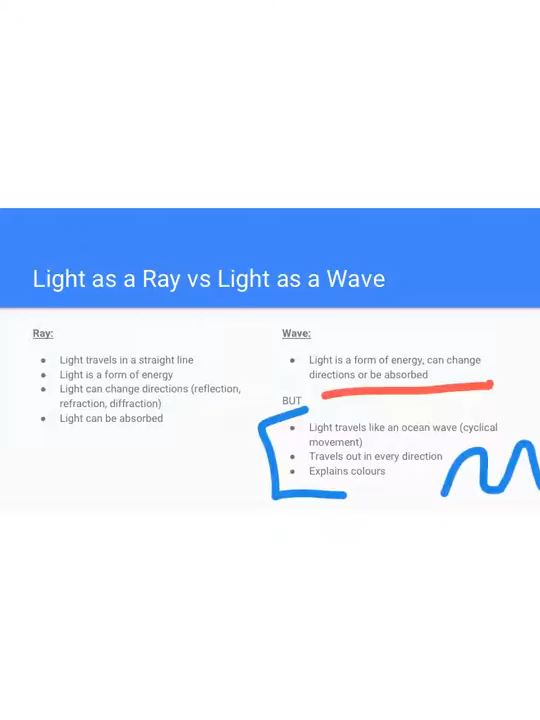 Light as a Ray vs Light as a Wave
Ray:
● Light travels in a straight line
● Light is a form of energy
● Light can change directions (reflection,
refraction, diffraction)
● Light can be absorbed
Wave:
● Light is a form of energy, can change
directions or be absorbed
BUT
● Light travels like an ocean wave (cyclical
movement)
● Travels out in every direction
● Explains colours